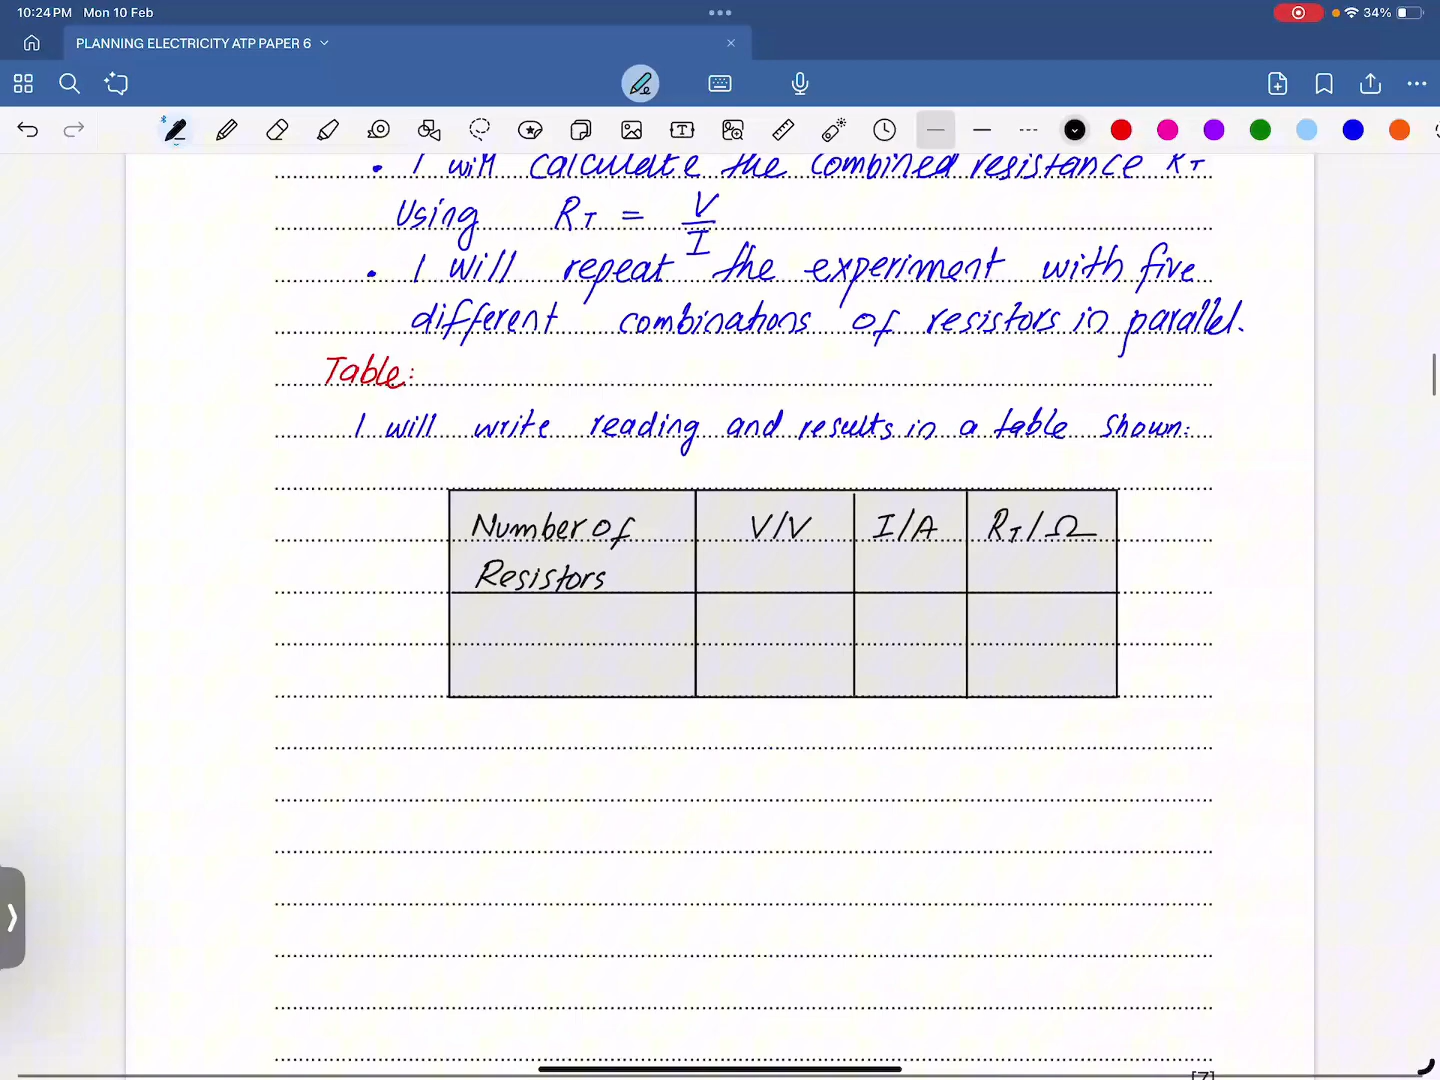 10:24 PM Mon 10 Feb
34%
PLANNING ELECTRICITY ATP PAPER 6
• I will calculate the combined resistance RT
Using RT = V/I
• I will repeat the experiment with five
different combinations of resistors in parallel.
Table:
I will write reading and results in a table shown:
Number of Resistors V/V I/A RT/Ω
[7]